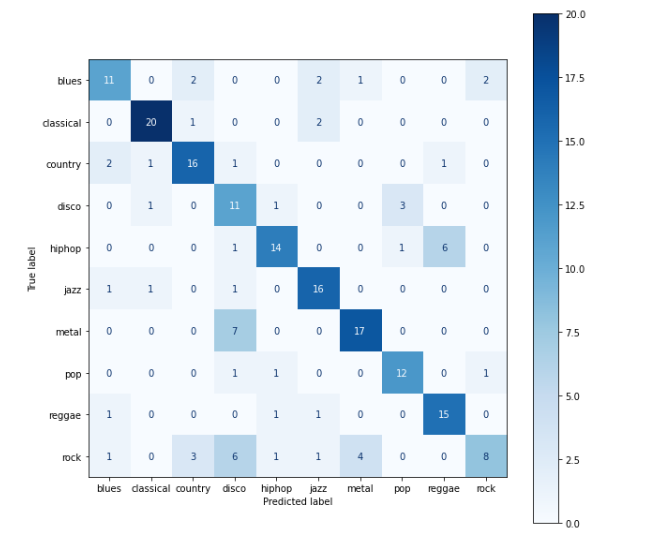 20.0
blues 11 0 2 0 0 2 1 0 0 2
17.5
classical 0 20 1 0 0 2 0 0 0 0
15.0
country 2 1 16 1 0 0 0 0 1 0
disco 0 1 0 11 1 0 0 3 0 0
12.5
hiphop 0 0 0 1 14 0 0 1 6 0
10.0
True label
jazz 1 1 0 1 0 16 0 0 0 0
metal 0 0 0 7 0 0 17 0 0 0
7.5
pop 0 0 0 1 1 0 0 12 0 1
5.0
reggae 1 0 0 0 1 1 0 0 15 0
rock 1 0 3 6 1 1 4 0 0 8
2.5
blues classical country disco hiphop jazz metal pop reggae rock
Predicted label
0.0